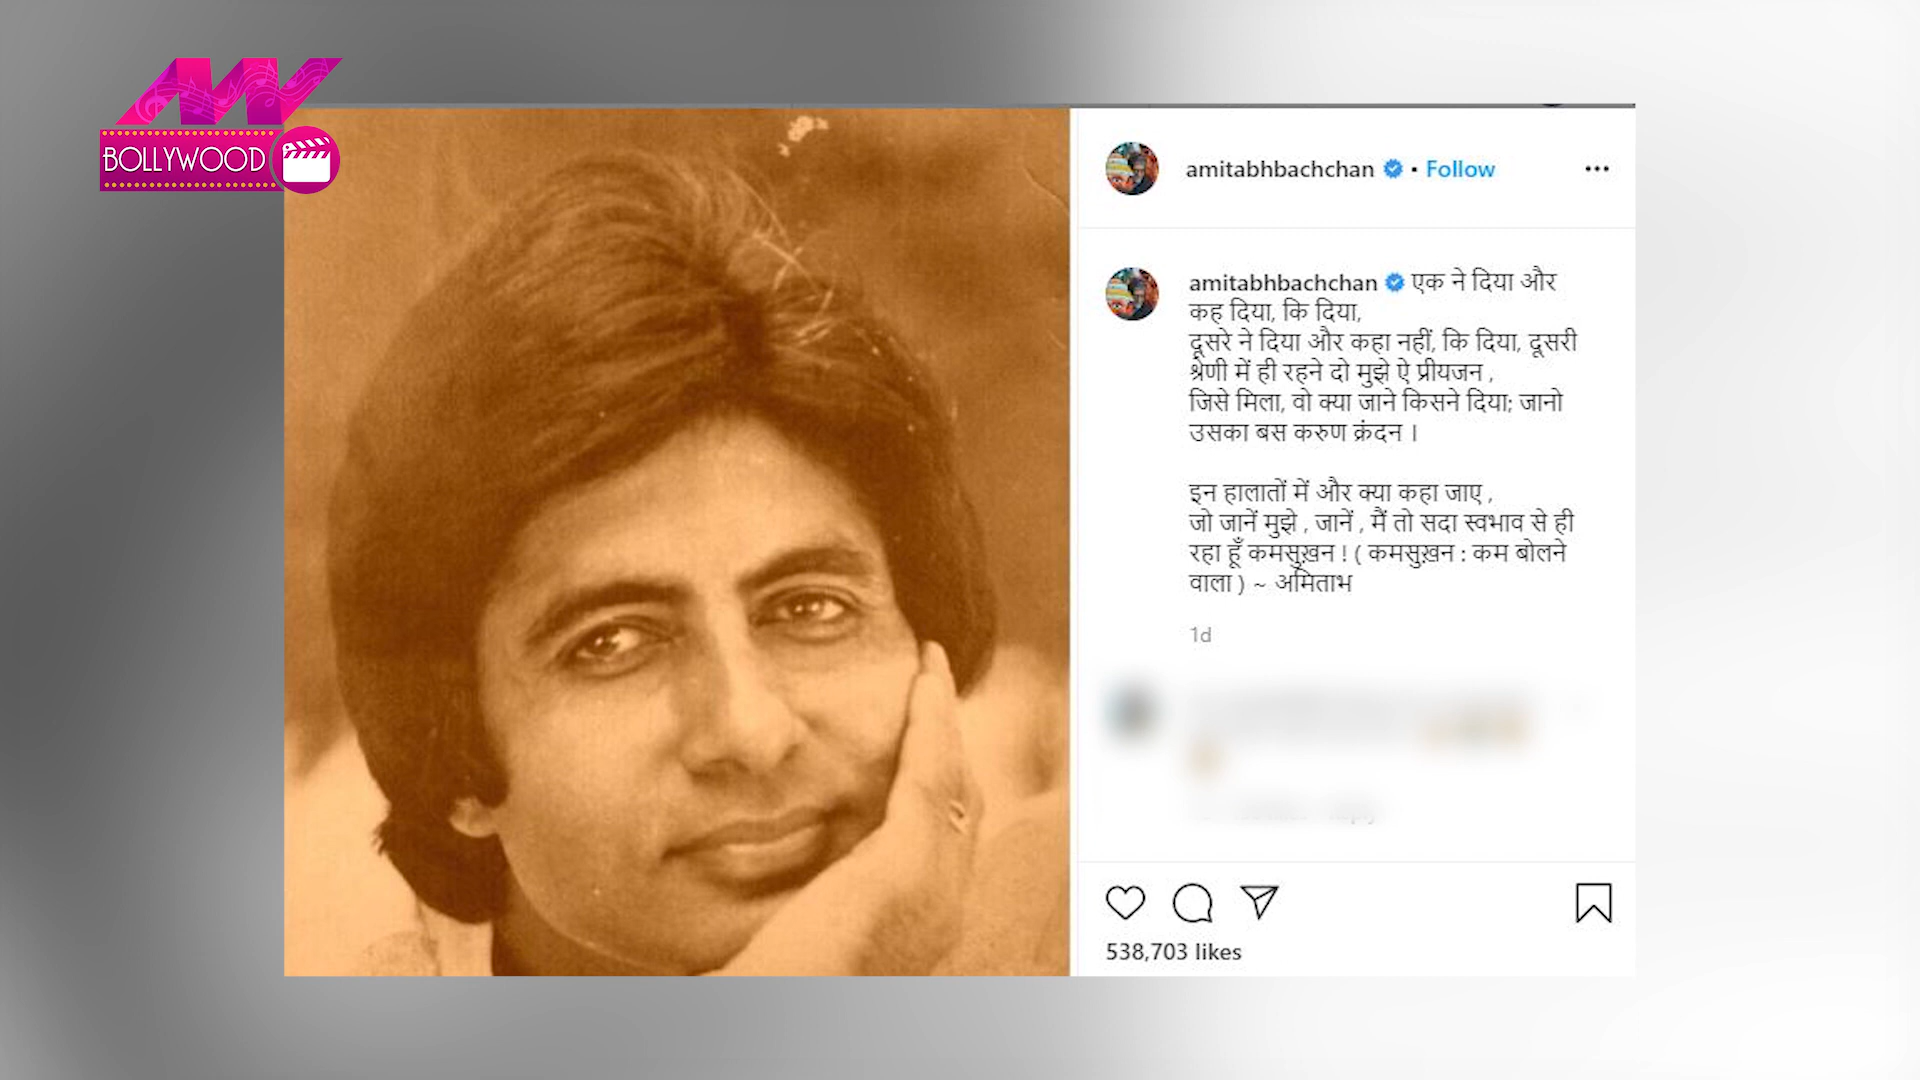 AW
BOLLYWOOD
amitabhbachchan • Follow
amitabhbachchan एक ने दिया और
कह दिया, कि दिया,
दूसरे ने दिया और कहा नहीं, कि दिया, दूसरी
श्रेणी में ही रहने दो मुझे ऐ प्रीयजन ,
जिसे मिला, वो क्या जाने किसने दिया; जानो
उसका बस करुण क्रंदन ।
इन हालातों में और क्या कहा जाए ,
जो जानें मुझे , जानें , मैं तो सदा स्वभाव से ही
रहा हूँ कमसुख़न ! ( कमसुख़न : कम बोलने
वाला ) ~ अमिताभ
1d
538,703 likes